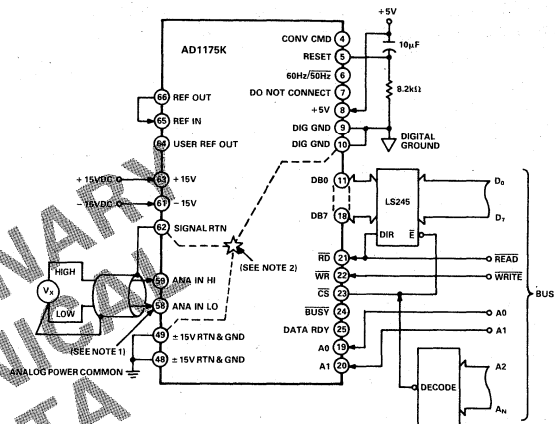 +5V
AD1175K
CONV CMD 4
RESET 5
10µF
60Hz/50Hz 6
DO NOT CONNECT 7
8.2kΩ
+5V 8
DIG GND 9
DIG GND 10
DIGITAL
GROUND
66 REF OUT
65 REF IN
64 USER REF OUT
+ 15VDC 63 + 15V
- 15VDC 61 - 15V
62 SIGNAL RTN
(SEE NOTE 2)
DB0 11
DB7 18
LS245
DIR E
D0
D7
BUS
RD 21 READ
WR 22 WRITE
CS 23
BUSY 24
DATA RDY 25
A0 19 A0
A1 20 A1
HIGH
VX
LOW
59 ANA IN HI
58 ANA IN LO
(SEE NOTE 1)
49 ± 15V RTN & GND
48 ± 15V RTN & GND
ANALOG POWER COMMON
DECODE
A2
AN
NARY
NICAL
TA